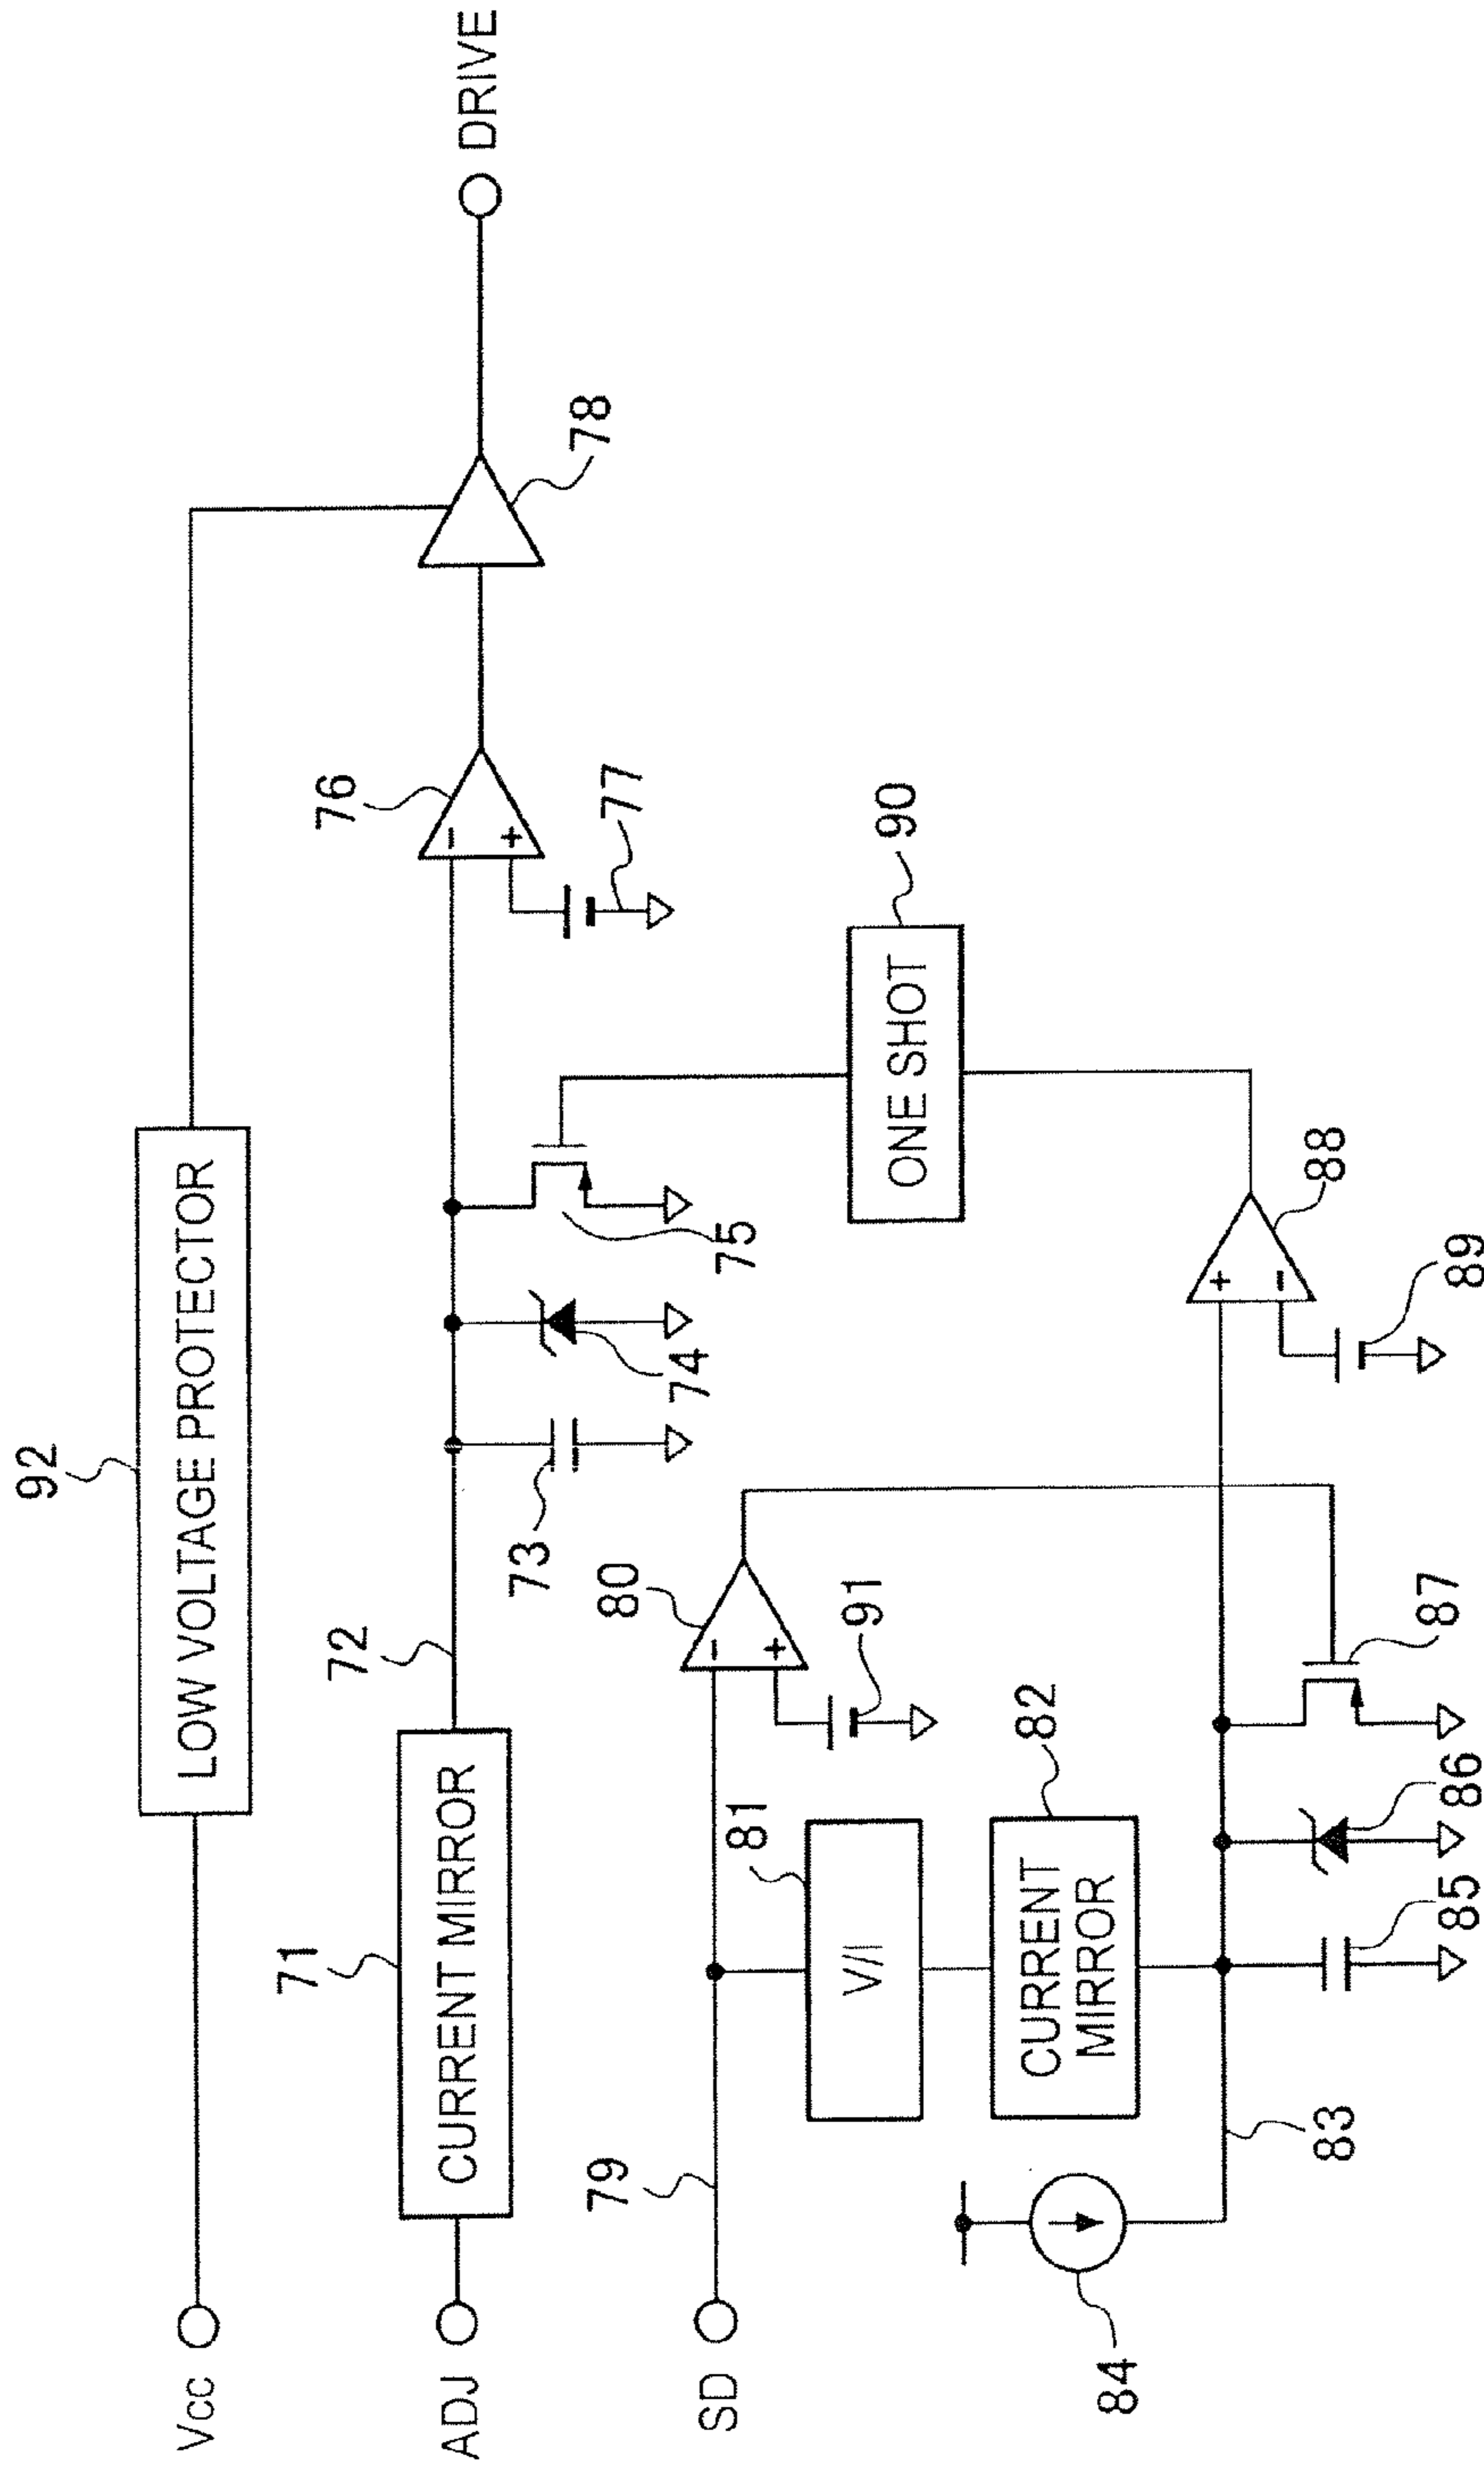 Vcc
92
LOW VOLTAGE PROTECTOR
ADJ
71
CURRENT MIRROR
72
73
74
75
76
- +
77
78
DRIVE
SD
79
81
V/I
82
CURRENT
MIRROR
80
- +
91
90
ONE SHOT
84
83
85
86
87
88
+ -
89